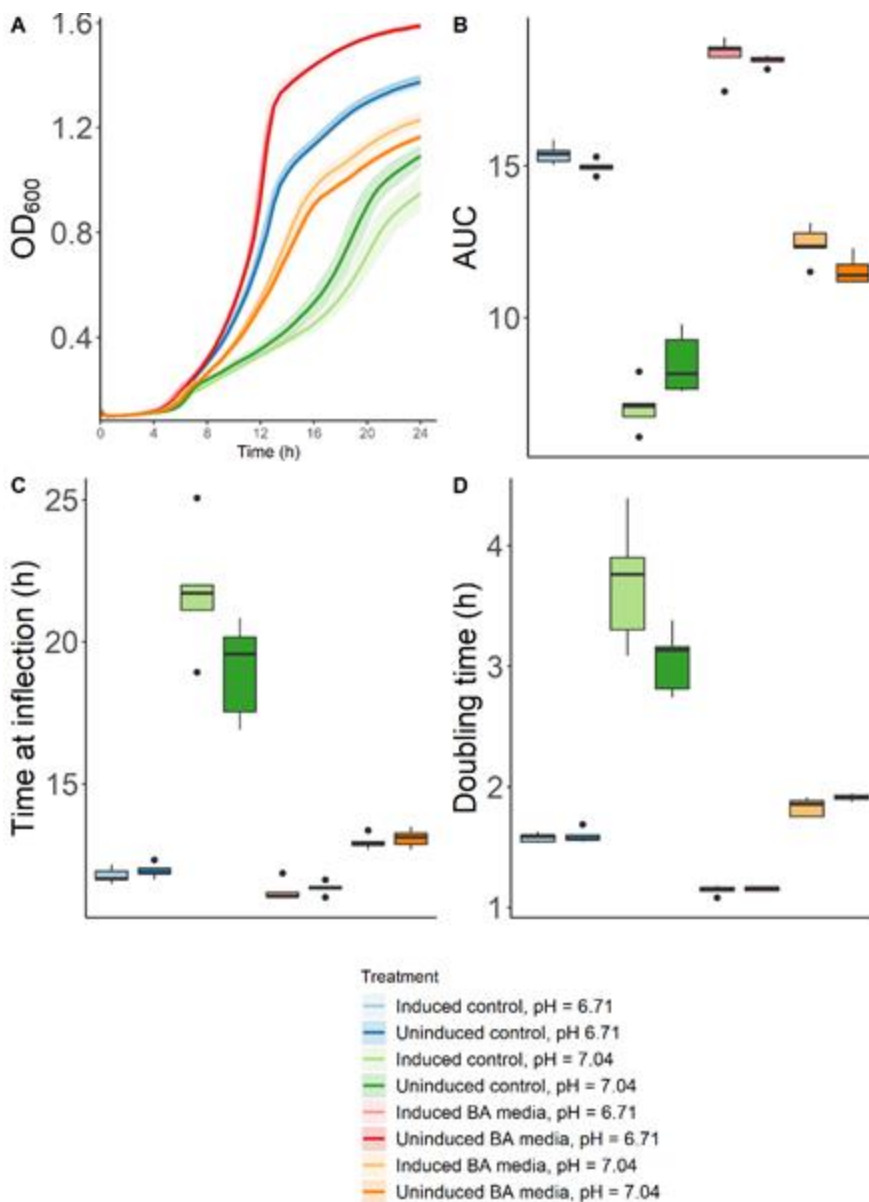 A
1.6
1.2
0.8
0.4
OD600
0
4
8
12
16
20
24
Time (h)
B
15
10
AUC
C
25
20
15
Time at inflection (h)
D
4
3
2
1
Doubling time (h)
Treatment
Induced control, pH = 6.71
Uninduced control, pH 6.71
Induced control, pH = 7.04
Uninduced control, pH = 7.04
Induced BA media, pH = 6.71
Uninduced BA media, pH = 6.71
Induced BA media, pH = 7.04
Uninduced BA media, pH = 7.04